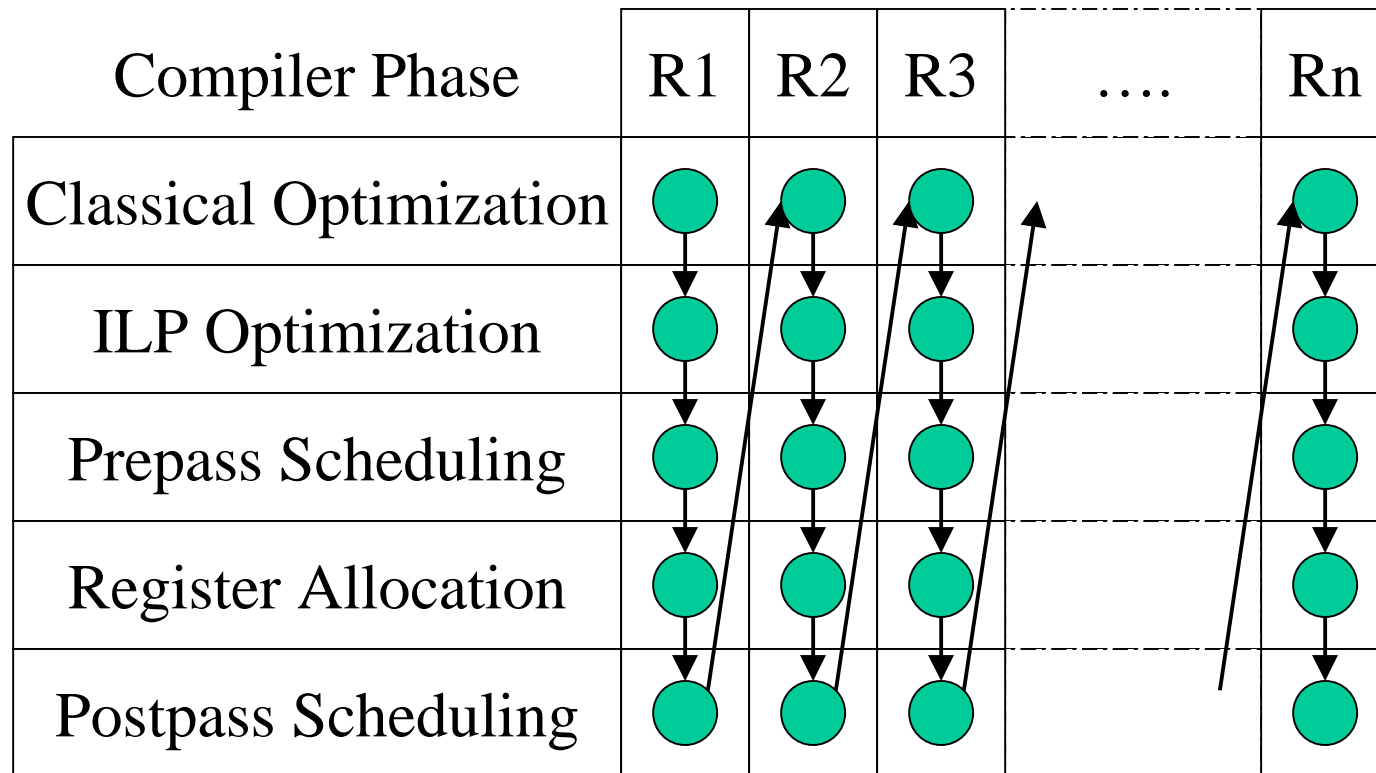 Compiler Phase R1 R2 R3 …. Rn
Classical Optimization
ILP Optimization
Prepass Scheduling
Register Allocation
Postpass Scheduling